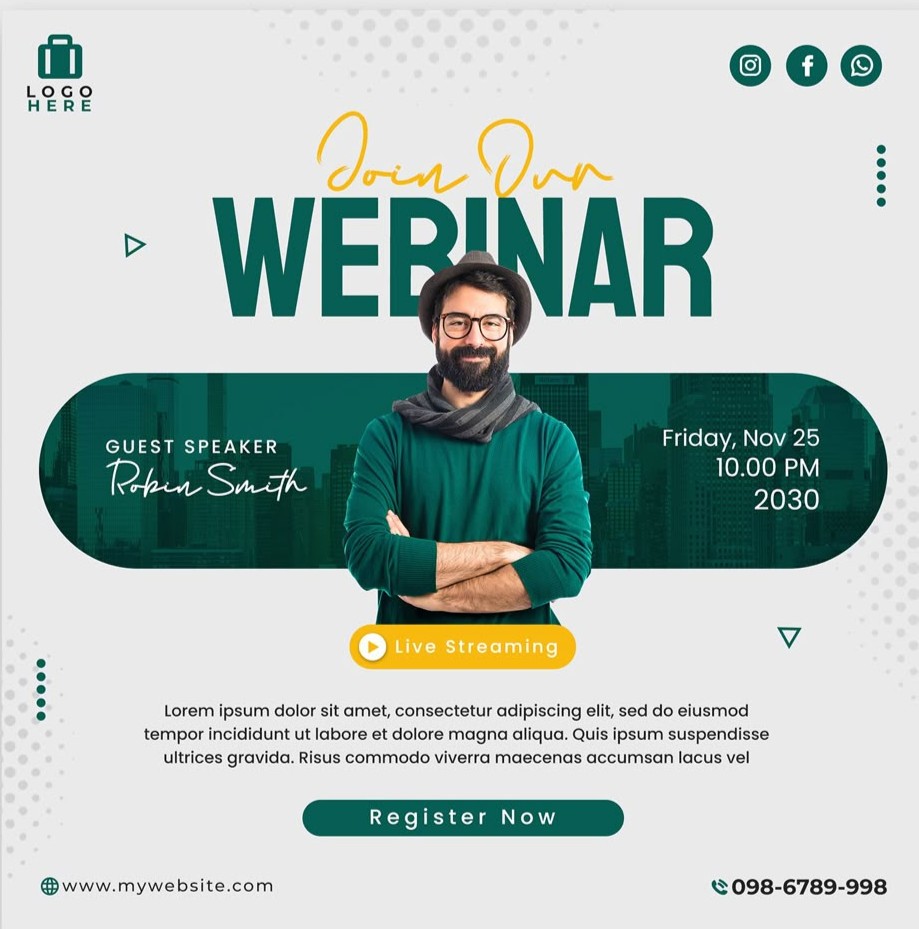 LOGO
HERE
Join Our
WEBINAR
GUEST SPEAKER
Robin Smith
Friday, Nov 25
10.00 PM
2030
Live Streaming
Lorem ipsum dolor sit amet, consectetur adipiscing elit, sed do eiusmod
tempor incididunt ut labore et dolore magna aliqua. Quis ipsum suspendisse
ultrices gravida. Risus commodo viverra maecenas accumsan lacus vel
Register Now
www.mywebsite.com
098-6789-998